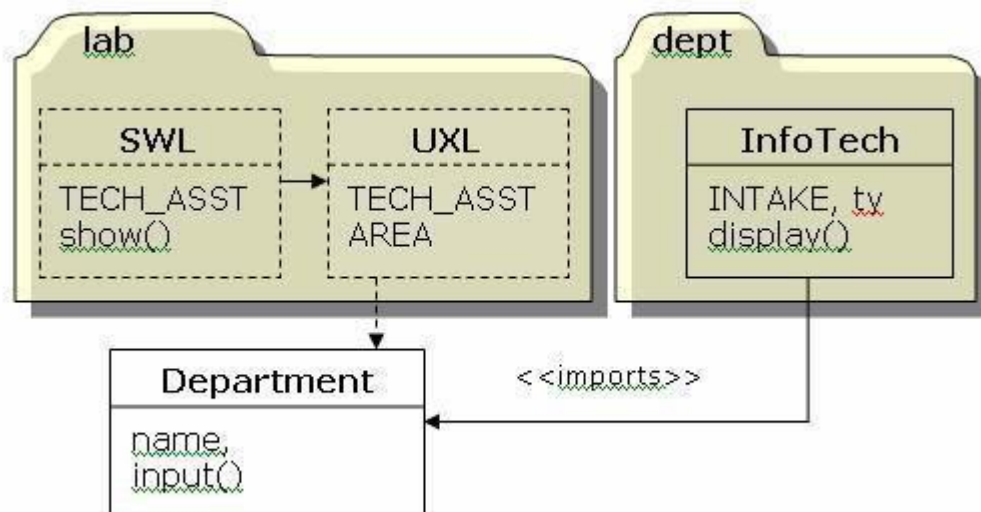 lab
dept
SWL
TECH_ASST
show()
UXL
TECH_ASST
AREA
InfoTech
INTAKE, ty
display()
<<imports>>
Department
name,
input()